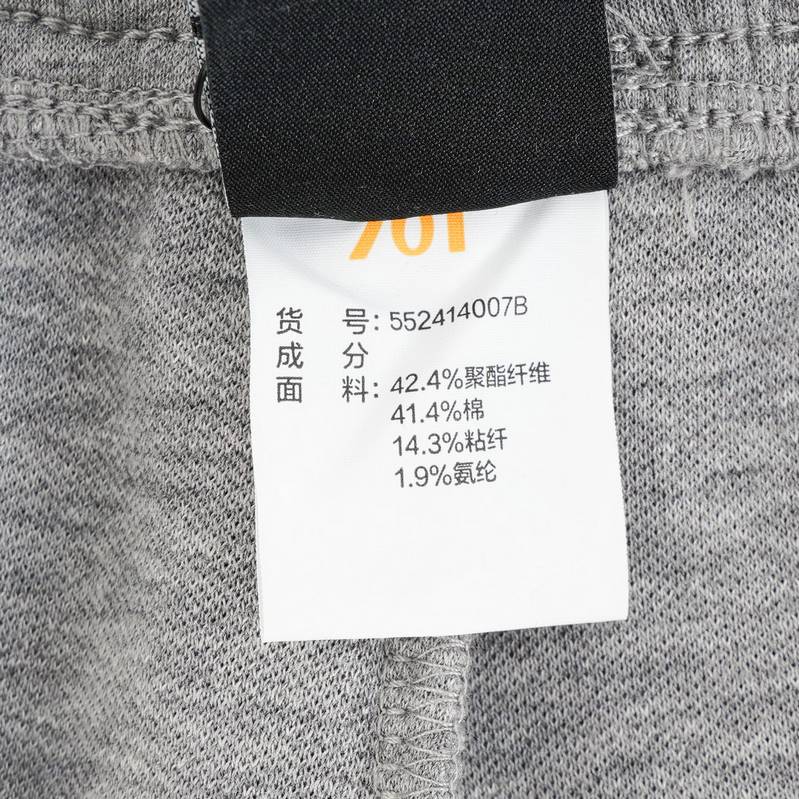 货 号: 552414007B
成 分
面 料: 42.4%聚酯纤维
41.4%棉
14.3%粘纤
1.9%氨纶